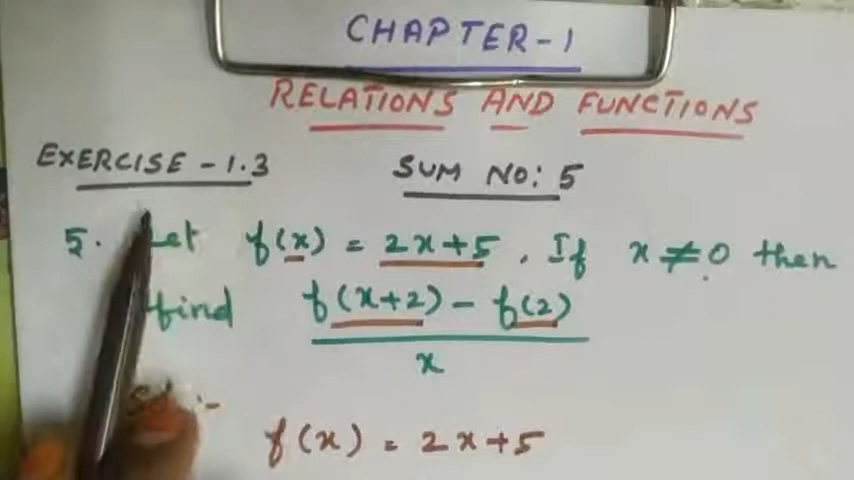 CHAPTER-1
RELATIONS AND FUNCTIONS
EXERCISE-1.3 SUM NO: 5
5. Let f(x) = 2x+5. If x≠0 then
find f(x+2) - f(2)
x
f(x) = 2x+5